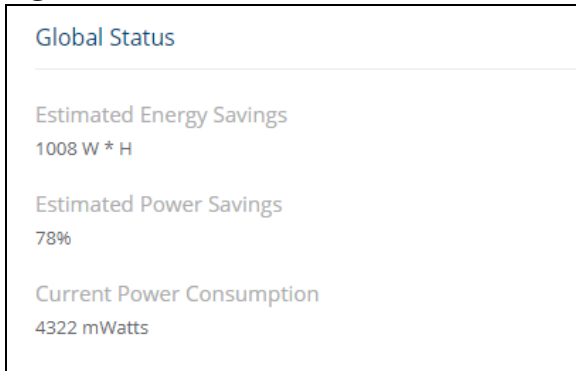 Global Status
Estimated Energy Savings
1008 W * H
Estimated Power Savings
78%
Current Power Consumption
4322 mWatts